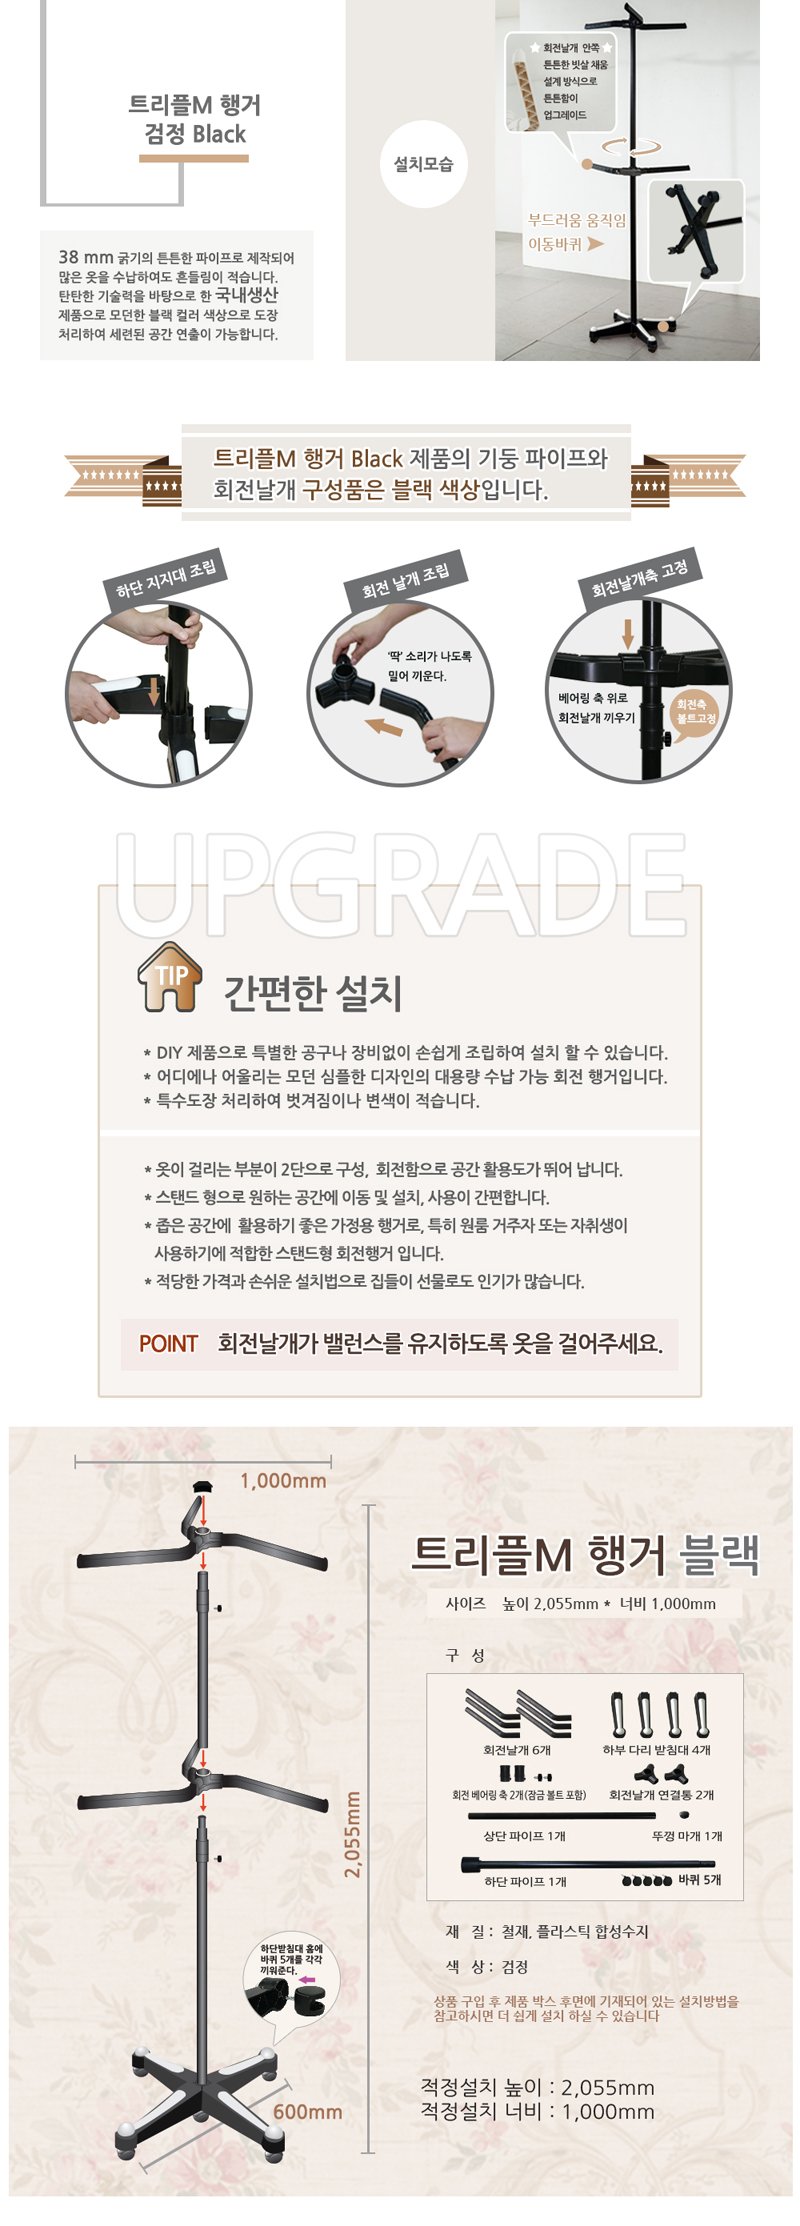 트리플M 행거
검정 Black
38 mm 굵기의 튼튼한 파이프로 제작되어
많은 옷을 수납하여도 흔들림이 적습니다.
탄탄한 기술력을 바탕으로 한 국내생산
제품으로 모던한 블랙 컬러 색상으로 도장
처리하여 세련된 공간 연출이 가능합니다.
설치모습
회전날개 안쪽
튼튼한 빗살 채움
설계 방식으로
튼튼함이
업그레이드
부드러움 움직임
이동바퀴
트리플M 행거 Black 제품의 기둥 파이프와
회전날개 구성품은 블랙 색상입니다.
하단 지지대 조립
회전 날개 조립
'딱' 소리가 나도록
밀어 끼운다.
회전날개축 고정
베어링 축 위로
회전날개 끼우기
회전축
볼트고정
UPGRADE
TIP
간편한 설치
* DIY 제품으로 특별한 공구나 장비없이 손쉽게 조립하여 설치 할 수 있습니다.
* 어디에나 어울리는 모던 심플한 디자인의 대용량 수납 가능 회전 행거입니다.
* 특수도장 처리하여 벗겨짐이나 변색이 적습니다.
* 옷이 걸리는 부분이 2단으로 구성, 회전함으로 공간 활용도가 뛰어 납니다.
* 스탠드 형으로 원하는 공간에 이동 및 설치, 사용이 간편합니다.
* 좁은 공간에 활용하기 좋은 가정용 행거로, 특히 원룸 거주자 또는 자취생이
사용하기에 적합한 스탠드형 회전행거 입니다.
* 적당한 가격과 손쉬운 설치법으로 집들이 선물로도 인기가 많습니다.
POINT 회전날개가 밸런스를 유지하도록 옷을 걸어주세요.
1,000mm
2,055mm
하단받침대 홈에
바퀴 5개를 각각
끼워준다.
600mm
트리플M 행거 블랙
사이즈 높이 2,055mm * 너비 1,000mm
구 성
회전날개 6개
하부 다리 받침대 4개
회전 베어링 축 2개(잠금 볼트 포함)
회전날개 연결통 2개
상단 파이프 1개
뚜껑 마개 1개
하단 파이프 1개
바퀴 5개
재 질 : 철재, 플라스틱 합성수지
색 상 : 검정
상품 구입 후 제품 박스 후면에 기재되어 있는 설치방법을
참고하시면 더 쉽게 설치 하실 수 있습니다
적정설치 높이 : 2,055mm
적정설치 너비 : 1,000mm